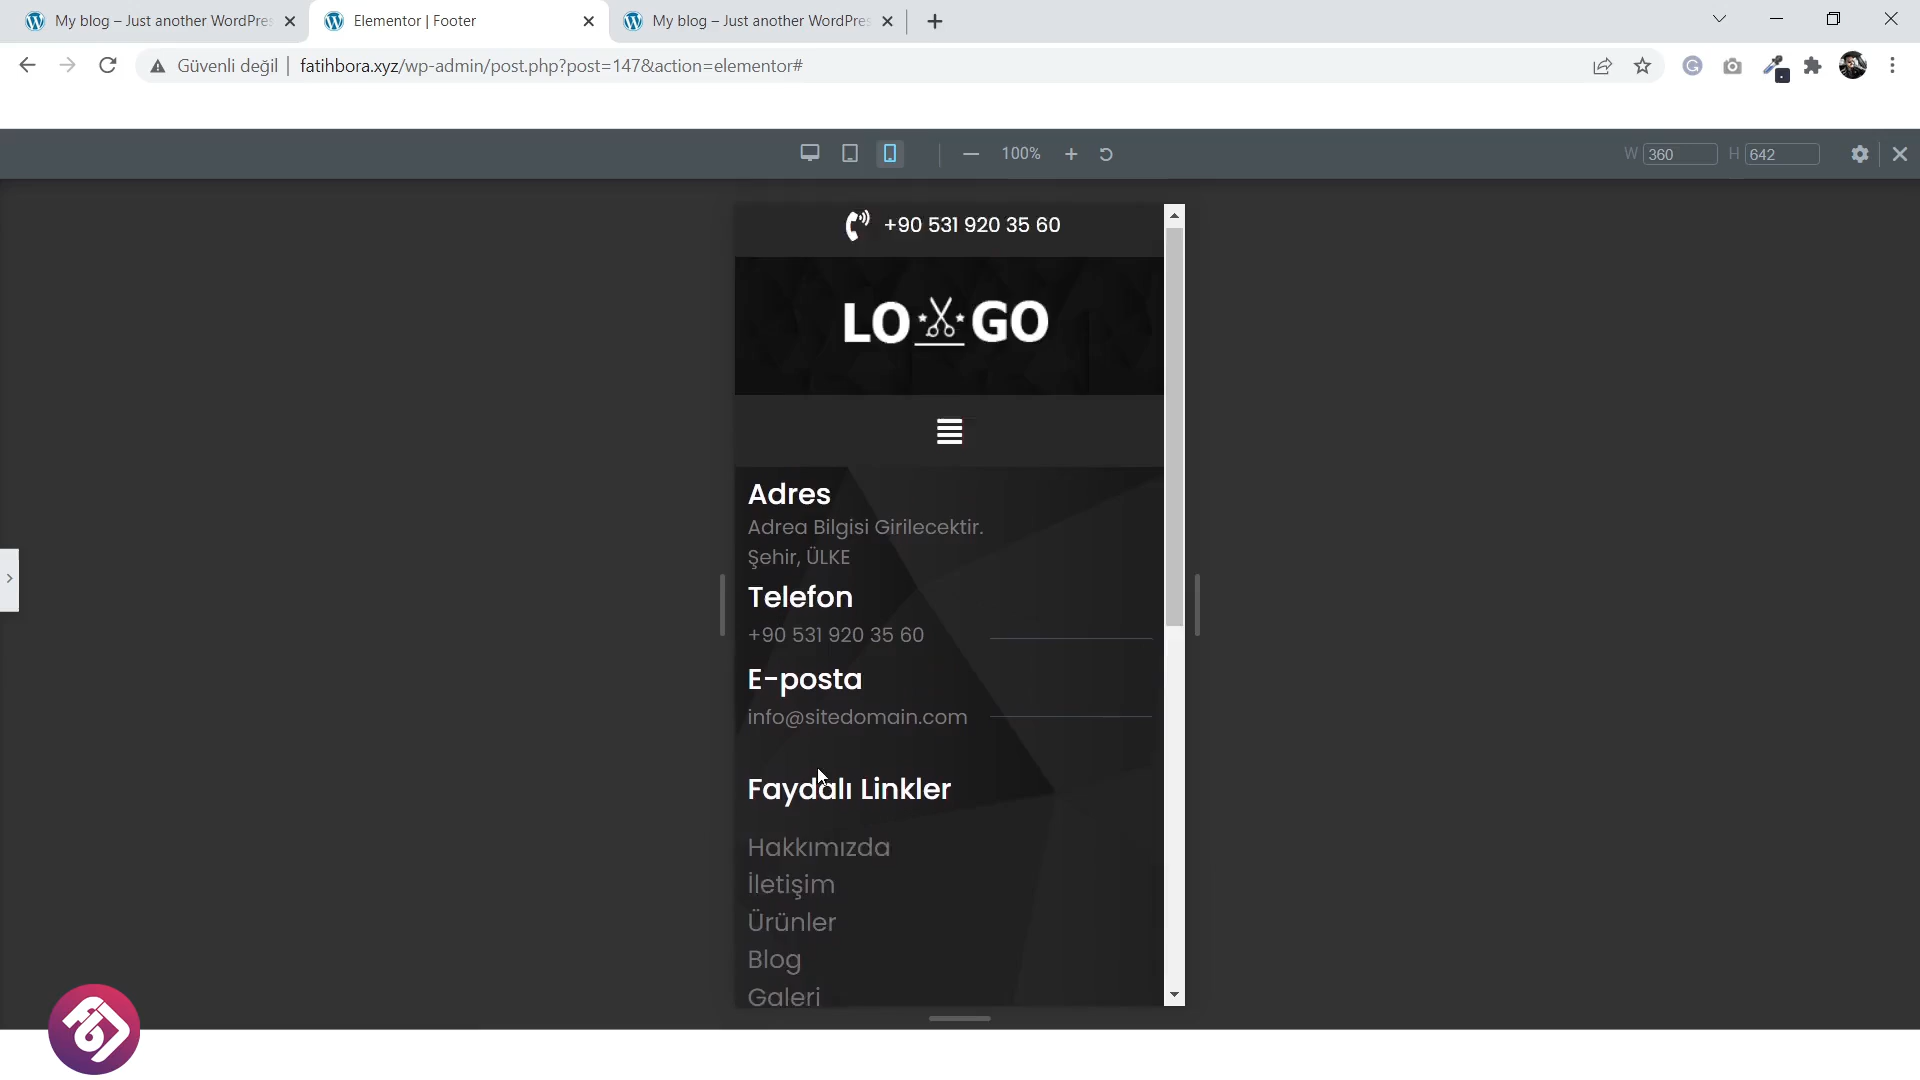 My blog – Just another WordPres
Elementor | Footer
My blog – Just another WordPres
Güvenli değil
fatihbora.xyz/wp-admin/post.php?post=147&action=elementor#
100%
W 360
H 642
+90 531 920 35 60
LO GO
Adres
Adrea Bilgisi Girilecektir.
Şehir, ÜLKE
Telefon
+90 531 920 35 60
E-posta
info@sitedomain.com
Faydalı Linkler
Hakkımızda
İletişim
Ürünler
Blog
Galeri